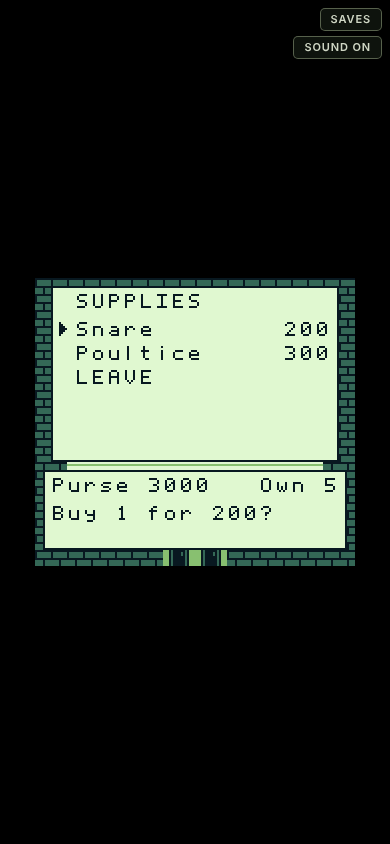 SAVES
SOUND ON
SUPPLIES
Snare 200
Poultice 300
LEAVE
Purse 3000 Own 5
Buy 1 for 200?